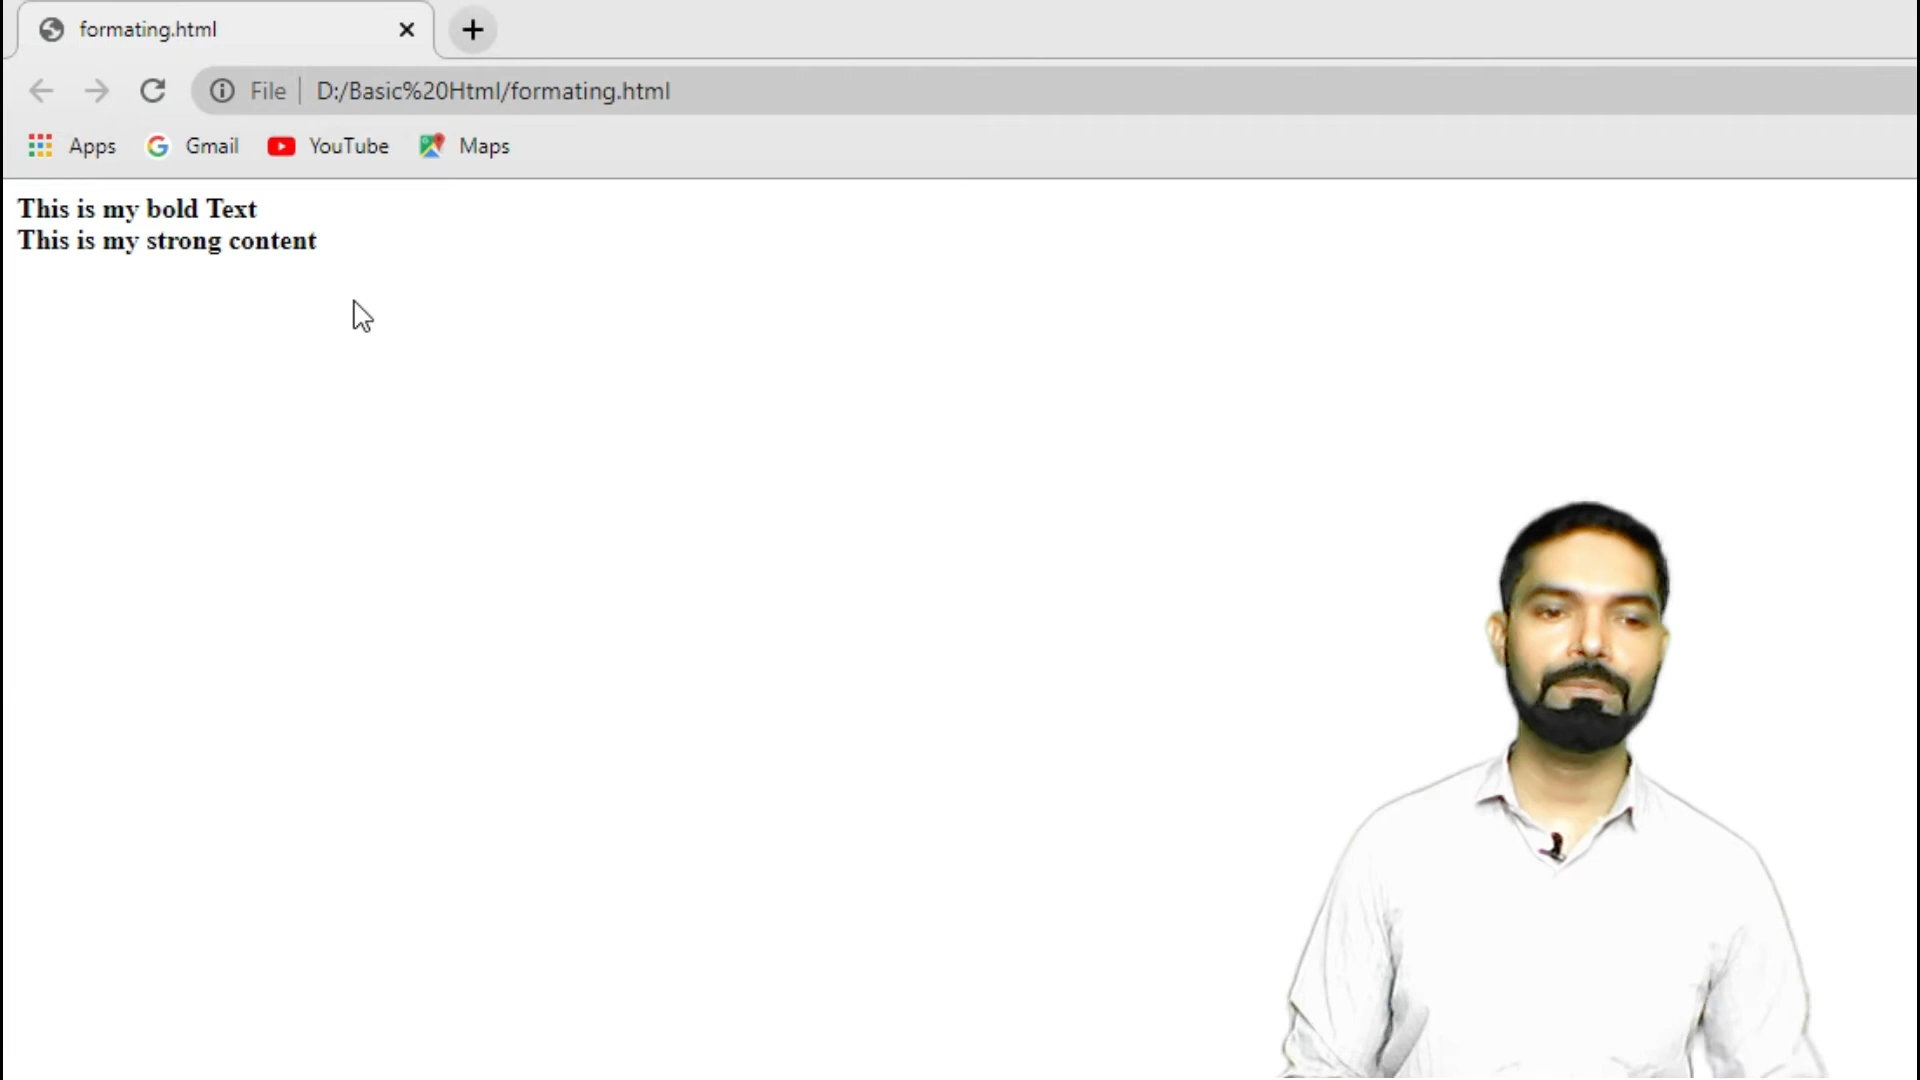 formating.html
File D:/Basic%20Html/formating.html
Apps Gmail YouTube Maps
This is my bold Text
This is my strong content